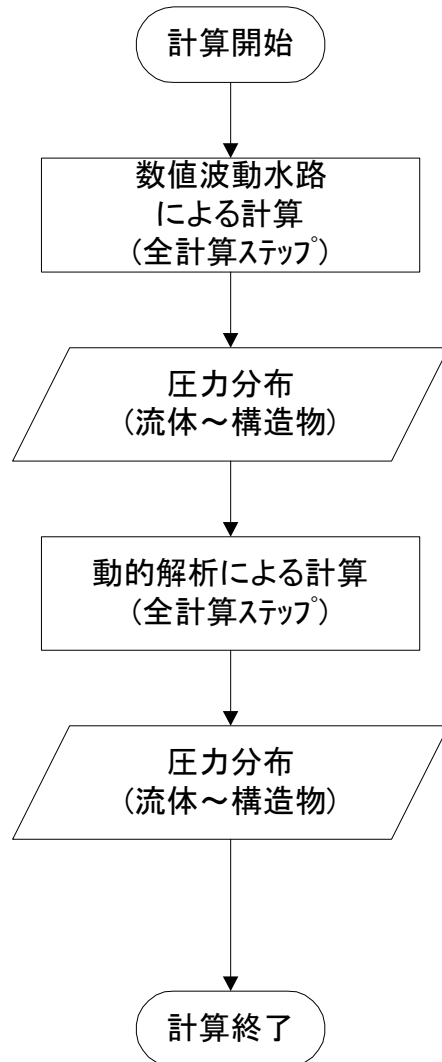 計算開始
数値波動水路
による計算
(全計算ｽﾃｯﾌﾟ)
圧力分布
(流体～構造物)
動的解析による計算
(全計算ｽﾃｯﾌﾟ)
圧力分布
(流体～構造物)
計算終了